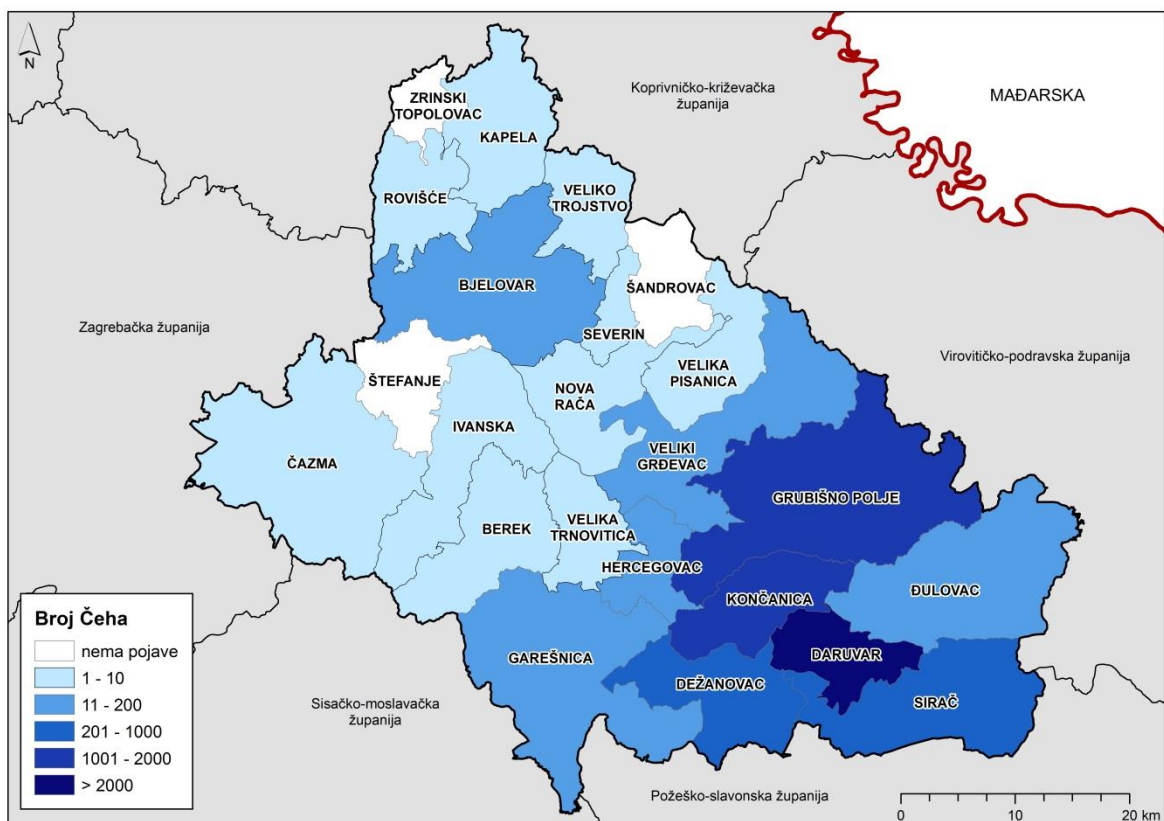 N
MAĐARSKA
Koprivničko-križevačka
županija
ZRINSKI
TOPOLOVAC
KAPELA
ROVIŠĆE
VELIKO
TROJSTVO
BJELOVAR
ŠANDROVAC
Zagrebačka županija
SEVERIN
Virovitičko-podravska županija
ŠTEFANJE
VELIKA
PISANICA
NOVA
RAČA
IVANSKA
ČAZMA
VELIKI
GRĐEVAC
GRUBIŠNO POLJE
BEREK
VELIKA
TRNOVITICA
HERCEGOVAC
ĐULOVAC
KONČANICA
GAREŠNICA
DARUVAR
DEŽANOVAC
SIRAČ
Sisačko-moslavačka
županija
Požeško-slavonska županija
Broj Čeha
nema pojave
1 - 10
11 - 200
201 - 1000
1001 - 2000
> 2000
0 10 20 km